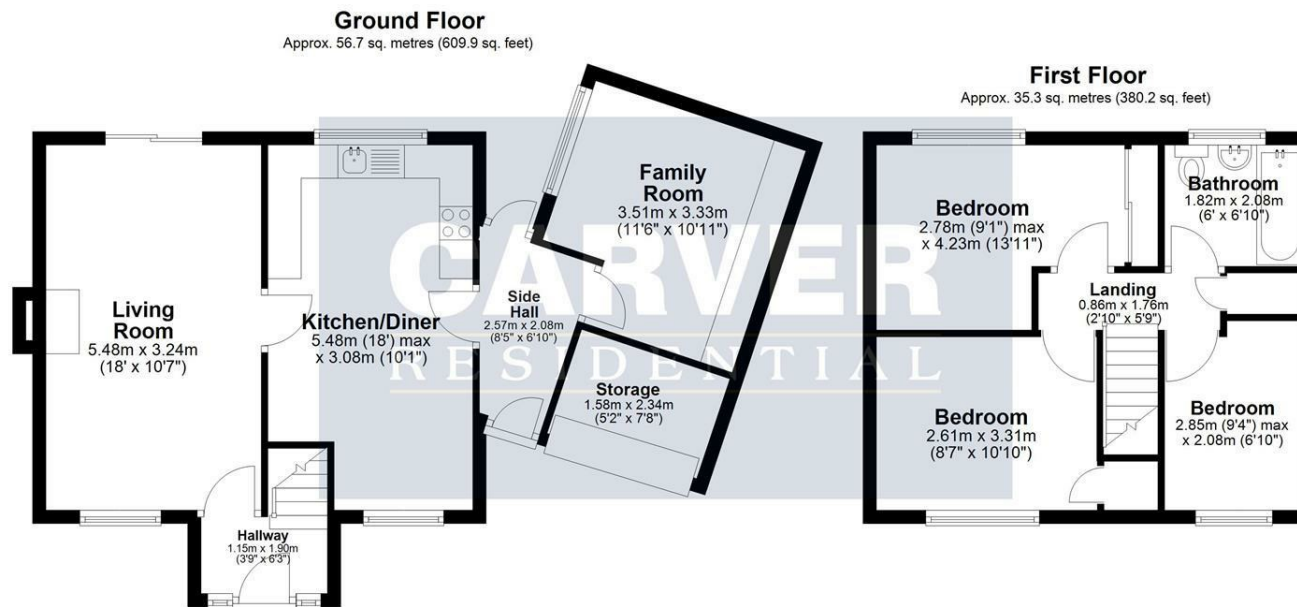 Ground Floor
Approx. 56.7 sq. metres (609.9 sq. feet)
Living
Room
5.48m x 3.24m
(18' x 10'7")
Kitchen/Diner
5.48m (18') max
x 3.08m (10'1")
Family
Room
3.51m x 3.33m
(11'6" x 10'11")
Side
Hall
2.57m x 2.08m
(8'5" x 6'10")
Storage
1.58m x 2.34m
(5'2" x 7'8")
Hallway
1.15m x 1.90m
(3'9" x 6'3")
First Floor
Approx. 35.3 sq. metres (380.2 sq. feet)
Bedroom
2.78m (9'1") max
x 4.23m (13'11")
Bathroom
1.82m x 2.08m
(6' x 6'10")
Landing
0.86m x 1.76m
(2'10" x 5'9")
Bedroom
2.61m x 3.31m
(8'7" x 10'10")
Bedroom
2.85m (9'4") max
x 2.08m (6'10")
CARVER
RESIDENTIAL